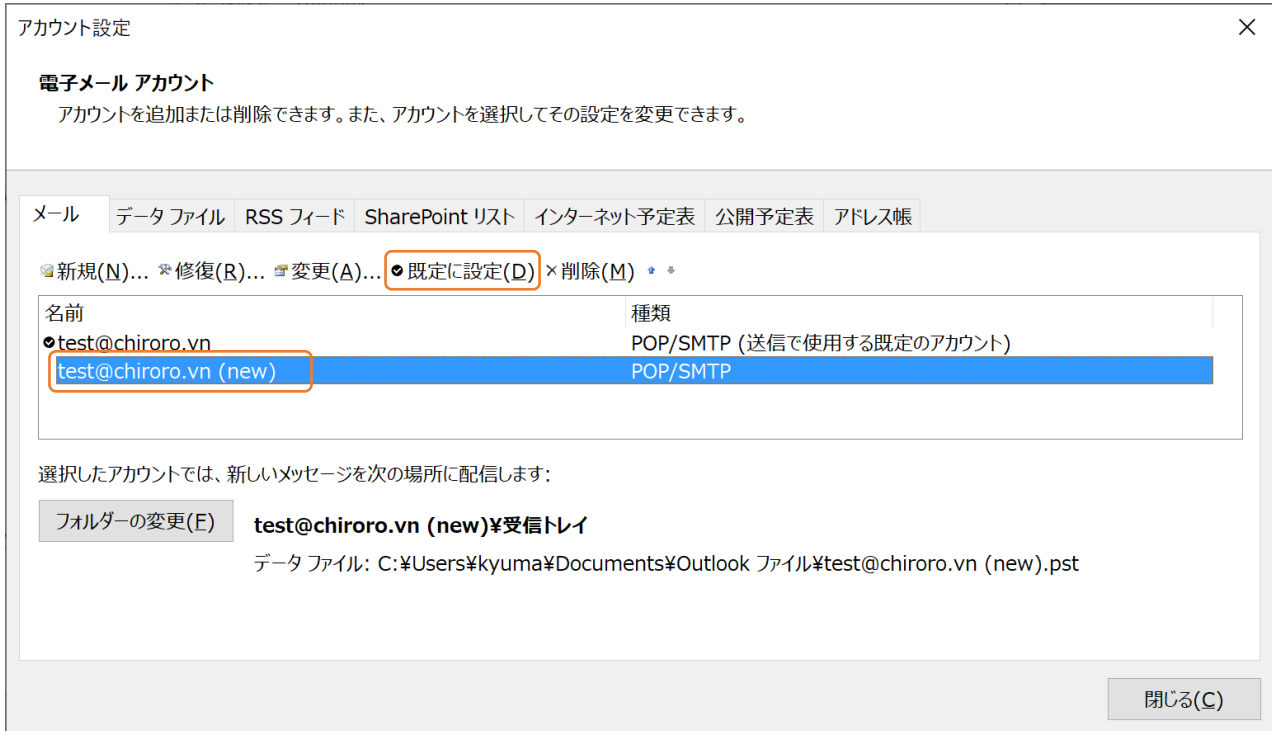 アカウント設定
電子メール アカウント
アカウントを追加または削除できます。また、アカウントを選択してその設定を変更できます。
メール データ ファイル RSS フィード SharePoint リスト インターネット予定表 公開予定表 アドレス帳
新規(N)... 修復(R)... 変更(A)... 既定に設定(D) 削除(M)
名前 種類
test@chiroro.vn POP/SMTP (送信で使用する既定のアカウント)
test@chiroro.vn (new) POP/SMTP
選択したアカウントでは、新しいメッセージを次の場所に配信します:
フォルダーの変更(F) test@chiroro.vn (new)¥受信トレイ
データ ファイル: C:¥Users¥kyuma¥Documents¥Outlook ファイル¥test@chiroro.vn (new).pst
閉じる(C)